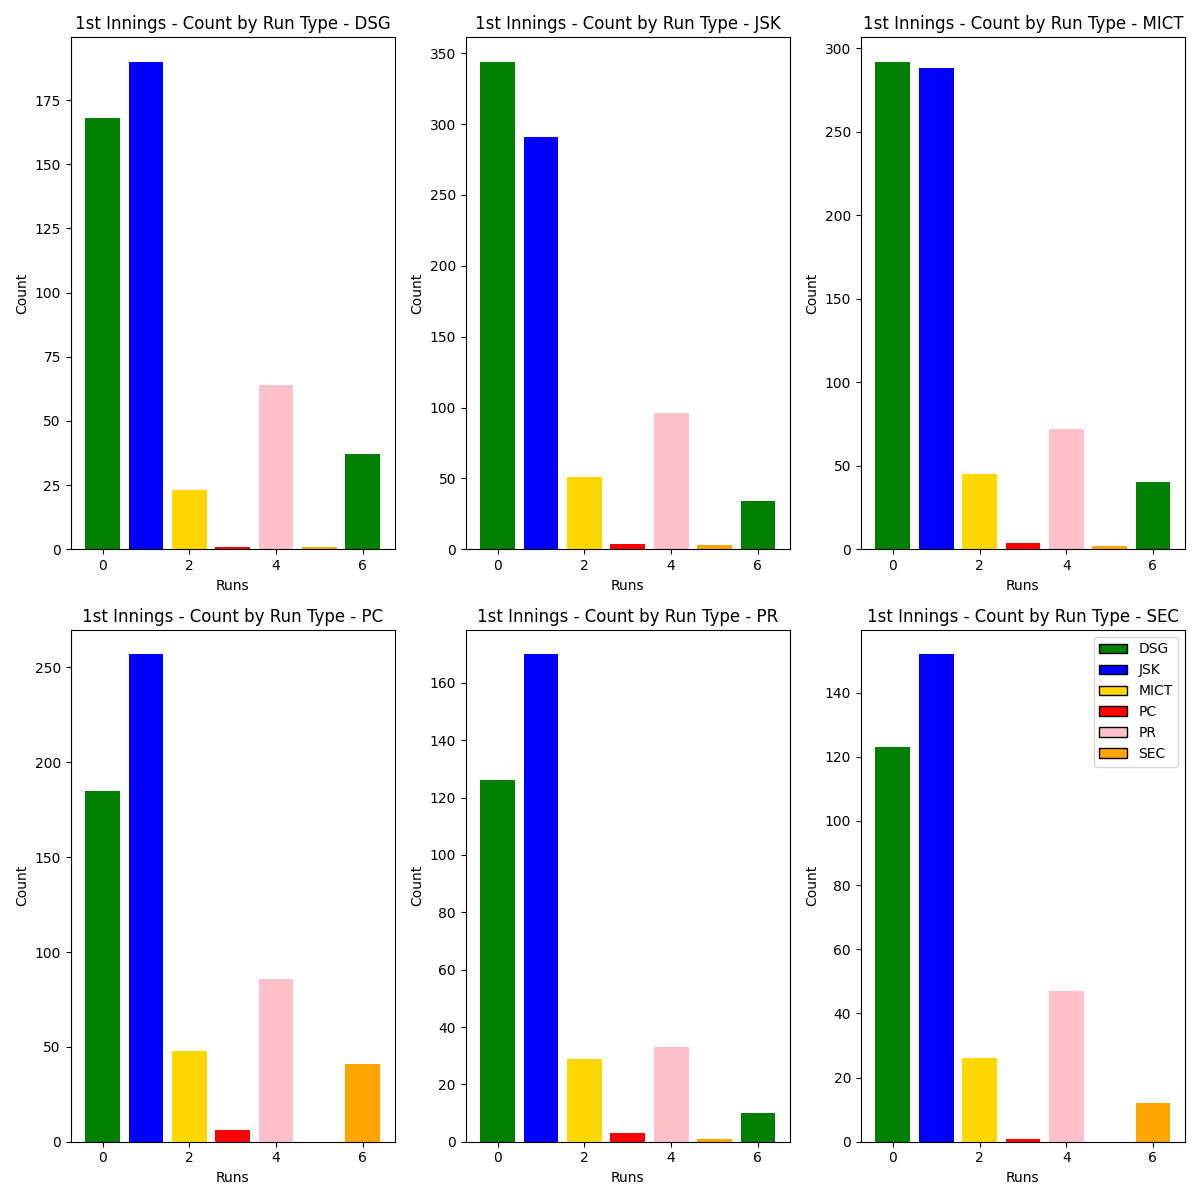 1st Innings - Count by Run Type - DSG
175
150
125
100
75
50
25
0
Count
0 2 4 6
Runs
1st Innings - Count by Run Type - JSK
350
300
250
200
150
100
50
0
Count
0 2 4 6
Runs
1st Innings - Count by Run Type - MICT
300
250
200
150
100
50
0
Count
0 2 4 6
Runs
1st Innings - Count by Run Type - PC
250
200
150
100
50
0
Count
0 2 4 6
Runs
1st Innings - Count by Run Type - PR
160
140
120
100
80
60
40
20
0
Count
0 2 4 6
Runs
1st Innings - Count by Run Type - SEC
140
120
100
80
60
40
20
0
Count
0 2 4 6
Runs
DSG
JSK
MICT
PC
PR
SEC